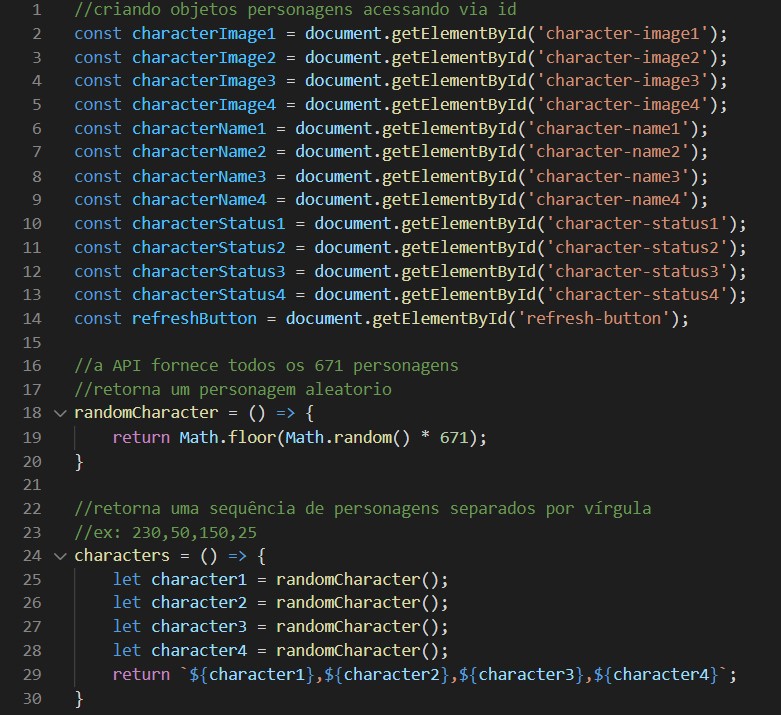 1 //criando objetos personagens acessando via id
2 const characterImage1 = document.getElementById('character-image1');
3 const characterImage2 = document.getElementById('character-image2');
4 const characterImage3 = document.getElementById('character-image3');
5 const characterImage4 = document.getElementById('character-image4');
6 const characterName1 = document.getElementById('character-name1');
7 const characterName2 = document.getElementById('character-name2');
8 const characterName3 = document.getElementById('character-name3');
9 const characterName4 = document.getElementById('character-name4');
10 const characterStatus1 = document.getElementById('character-status1');
11 const characterStatus2 = document.getElementById('character-status2');
12 const characterStatus3 = document.getElementById('character-status3');
13 const characterStatus4 = document.getElementById('character-status4');
14 const refreshButton = document.getElementById('refresh-button');
15
16 //a API fornece todos os 671 personagens
17 //retorna um personagem aleatorio
18 randomCharacter = () => {
19     return Math.floor(Math.random() * 671);
20 }
21
22 //retorna uma sequência de personagens separados por vírgula
23 //ex: 230,50,150,25
24 characters = () => {
25     let character1 = randomCharacter();
26     let character2 = randomCharacter();
27     let character3 = randomCharacter();
28     let character4 = randomCharacter();
29     return `${character1},${character2},${character3},${character4}`;
30 }